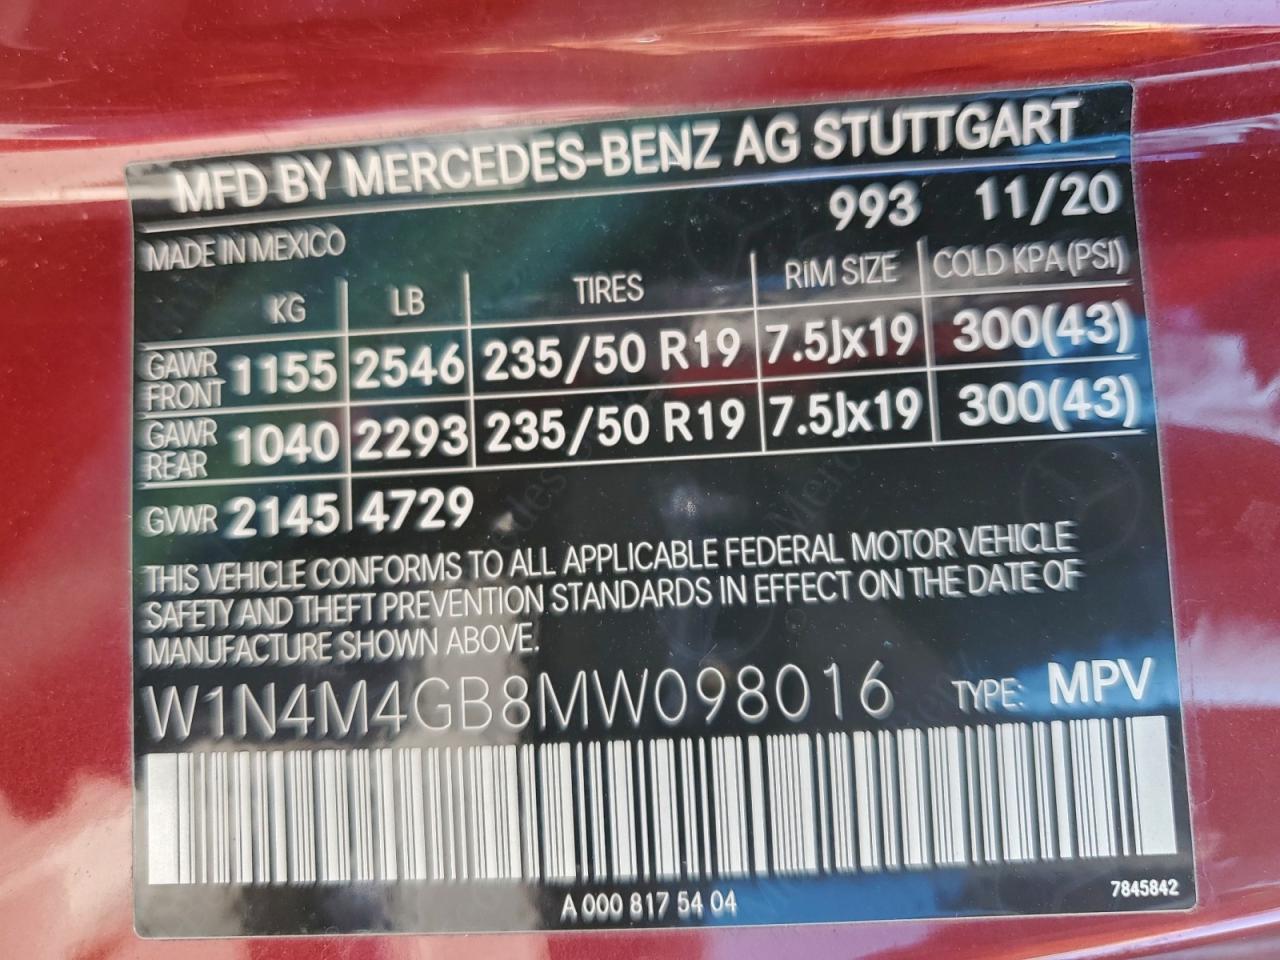 MFD BY MERCEDES-BENZ AG STUTTGART
993 11/20
MADE IN MEXICO
KG LB TIRES RIM SIZE COLD KPA (PSI)
GAWR FRONT 1155 2546 235/50 R19 7.5Jx19 300(43)
GAWR REAR 1040 2293 235/50 R19 7.5Jx19 300(43)
GVWR 2145 4729
THIS VEHICLE CONFORMS TO ALL APPLICABLE FEDERAL MOTOR VEHICLE
SAFETY AND THEFT PREVENTION STANDARDS IN EFFECT ON THE DATE OF
MANUFACTURE SHOWN ABOVE.
W1N4M4GB8MW098016 TYPE: MPV
A 000 817 54 04
7845842